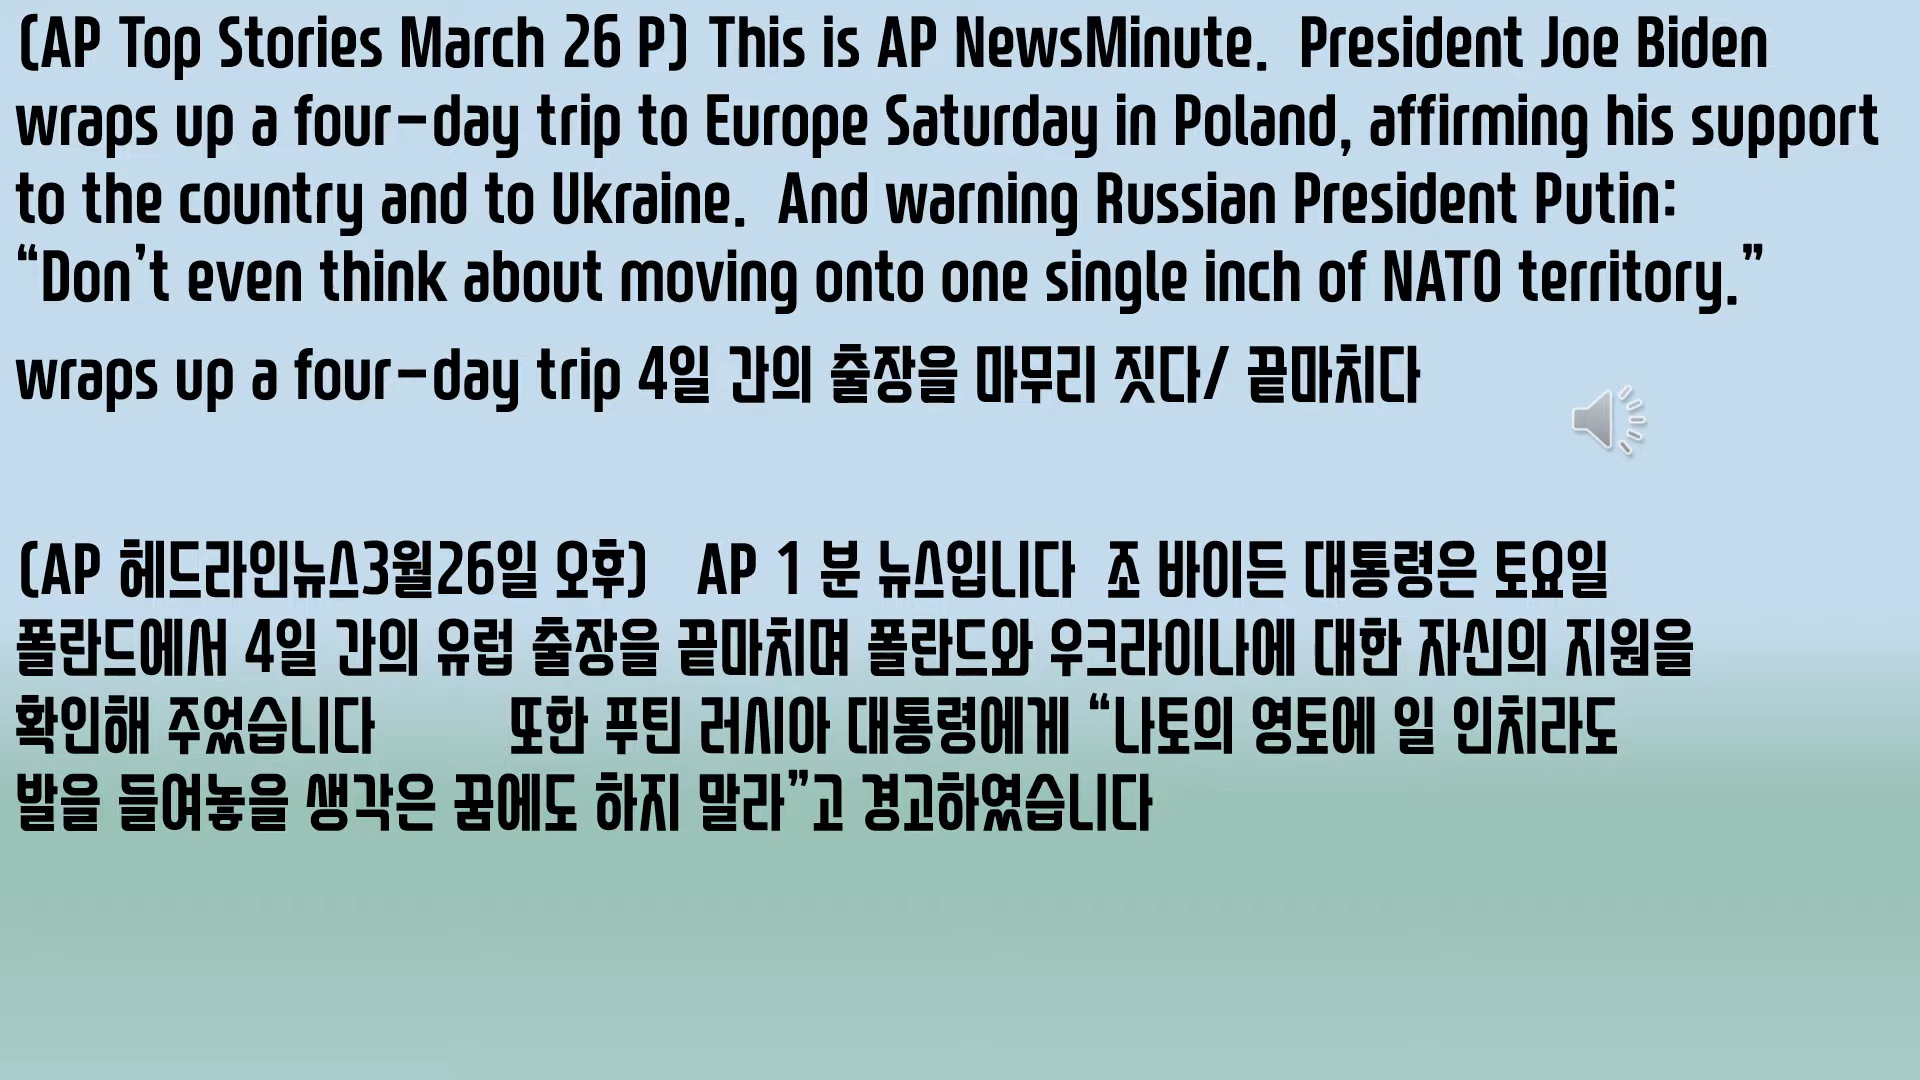 (AP Top Stories March 26 P) This is AP NewsMinute.  President Joe Biden
wraps up a four-day trip to Europe Saturday in Poland, affirming his support
to the country and to Ukraine.  And warning Russian President Putin:
“Don’t even think about moving onto one single inch of NATO territory.”
wraps up a four-day trip 4일 간의 출장을 마무리 짓다/ 끝마치다
(AP 헤드라인뉴스3월26일 오후)   AP 1 분 뉴스입니다  조 바이든 대통령은 토요일
폴란드에서 4일 간의 유럽 출장을 끝마치며 폴란드와 우크라이나에 대한 자신의 지원을
확인해 주었습니다        또한 푸틴 러시아 대통령에게 “나토의 영토에 일 인치라도
발을 들여놓을 생각은 꿈에도 하지 말라”고 경고하였습니다